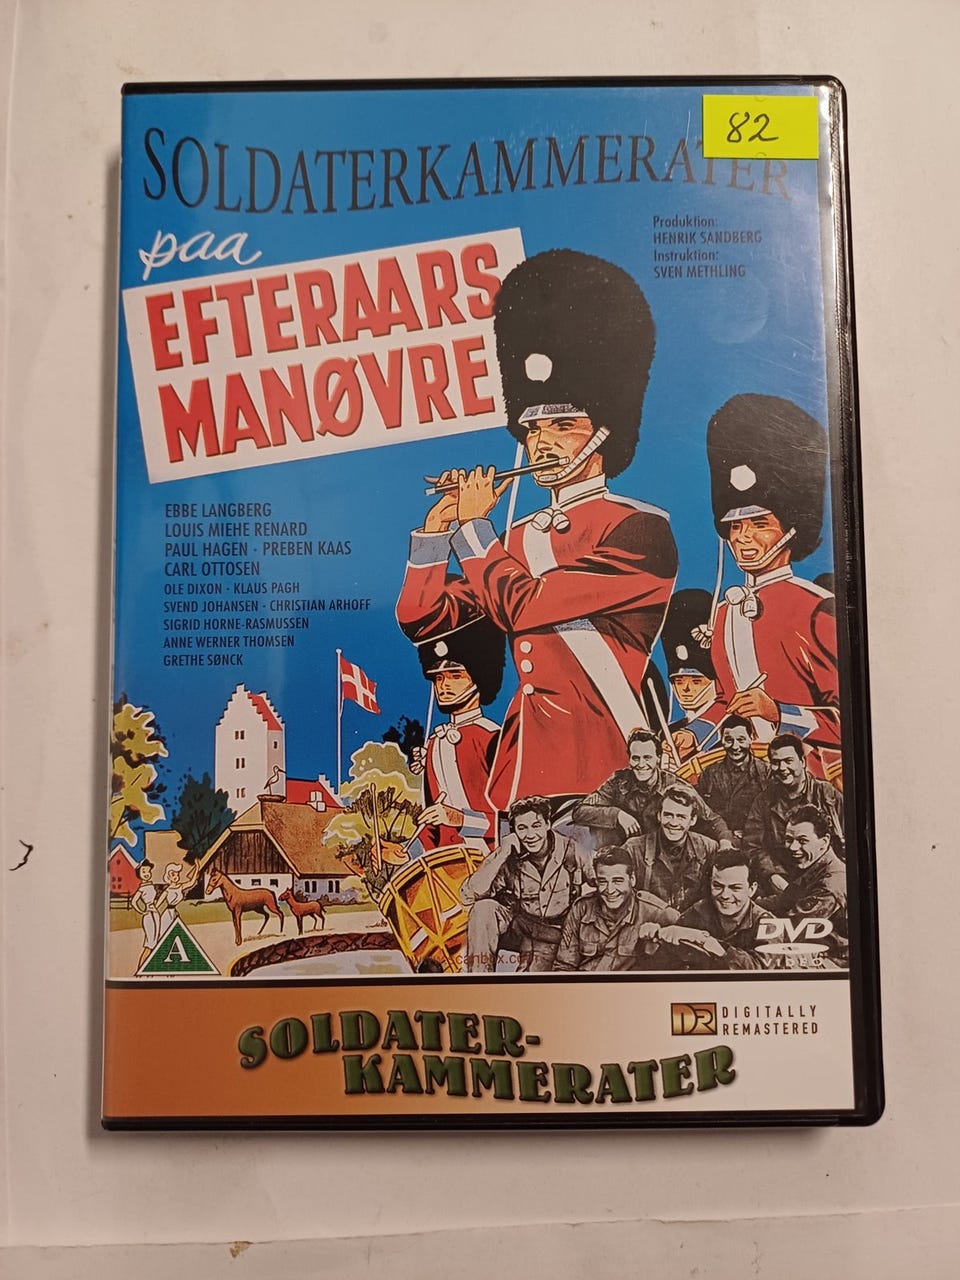 82
SOLDATERKAMMERATER
paa
EFTERAARS
MANØVRE
Produktion:
HENRIK SANDBERG
Instruktion:
SVEN METHLING
EBBE LANGBERG
LOUIS MIEHE RENARD
PAUL HAGEN - PREBEN KAAS
CARL OTTOSEN
OLE DIXON - KLAUS PAGH
SVEND JOHANSEN - CHRISTIAN ARHOFF
SIGRID HORNE-RASMUSSEN
ANNE WERNER THOMSEN
GRETHE SØNCK
A
DVD
VIDEO
DR DIGITALLY
REMASTERED
SOLDATER-
KAMMERATER